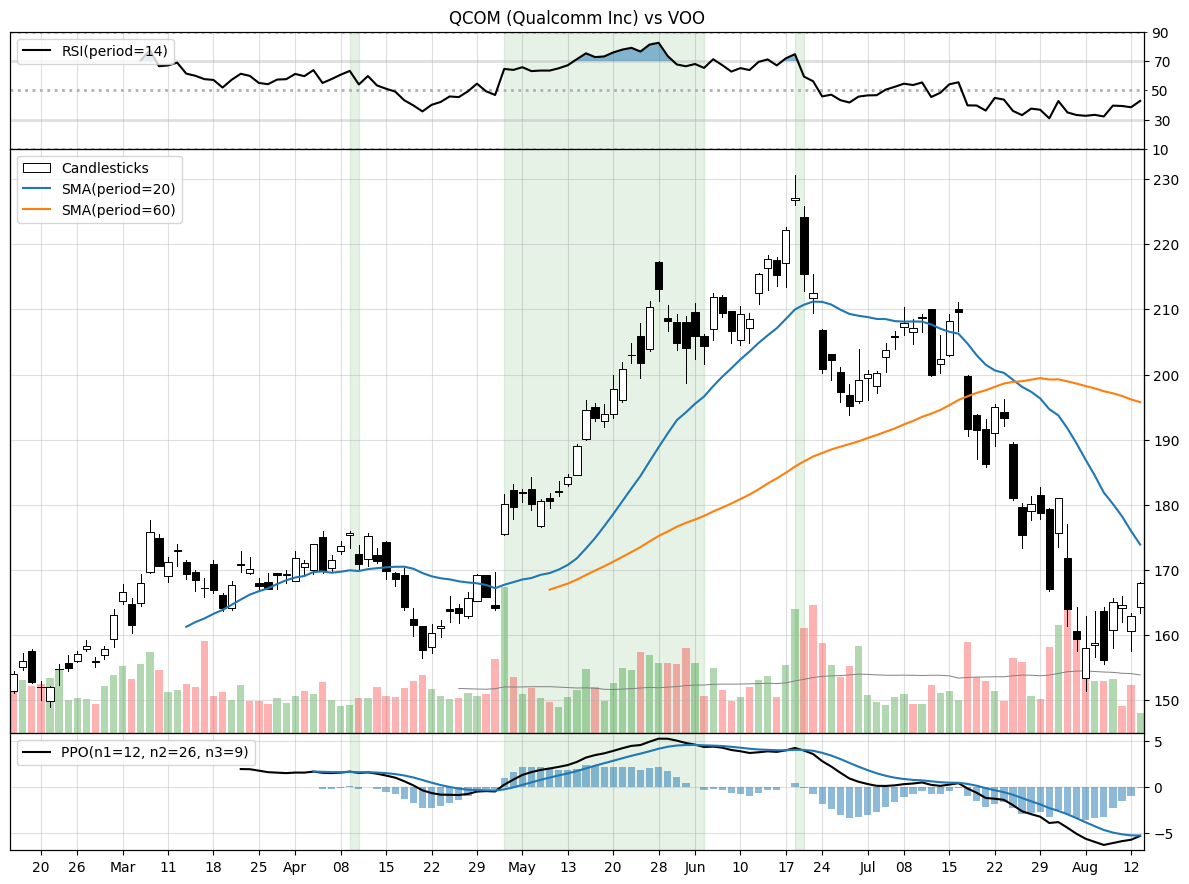 QCOM (Qualcomm Inc) vs VOO
RSI(period=14)
90
70
50
30
10
Candlesticks
SMA(period=20)
SMA(period=60)
230
220
210
200
190
180
170
160
150
PPO(n1=12, n2=26, n3=9)
5
0
−5
20 26 Mar 11 18 25 Apr 08 15 22 29 May 13 20 28 Jun 10 17 24 Jul 08 15 22 29 Aug 12